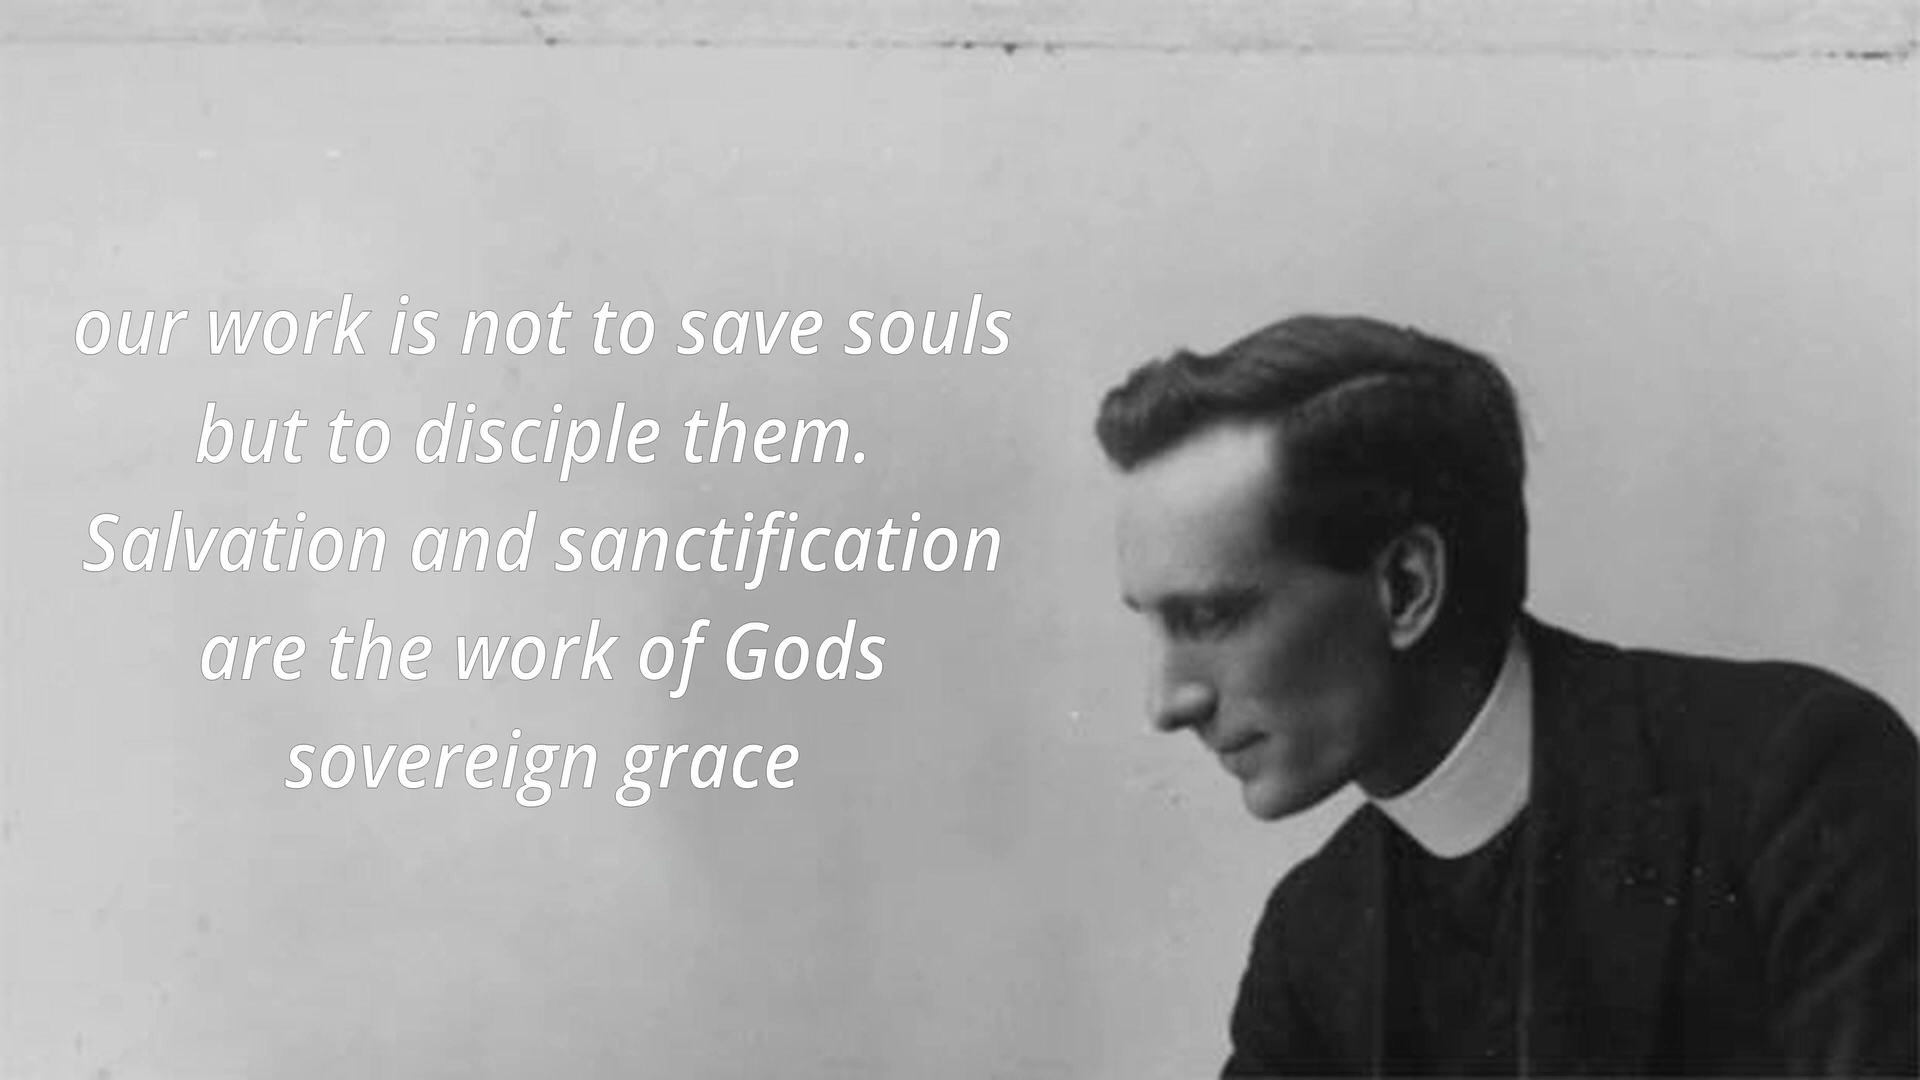 our work is not to save souls
but to disciple them.
Salvation and sanctification
are the work of Gods
sovereign grace